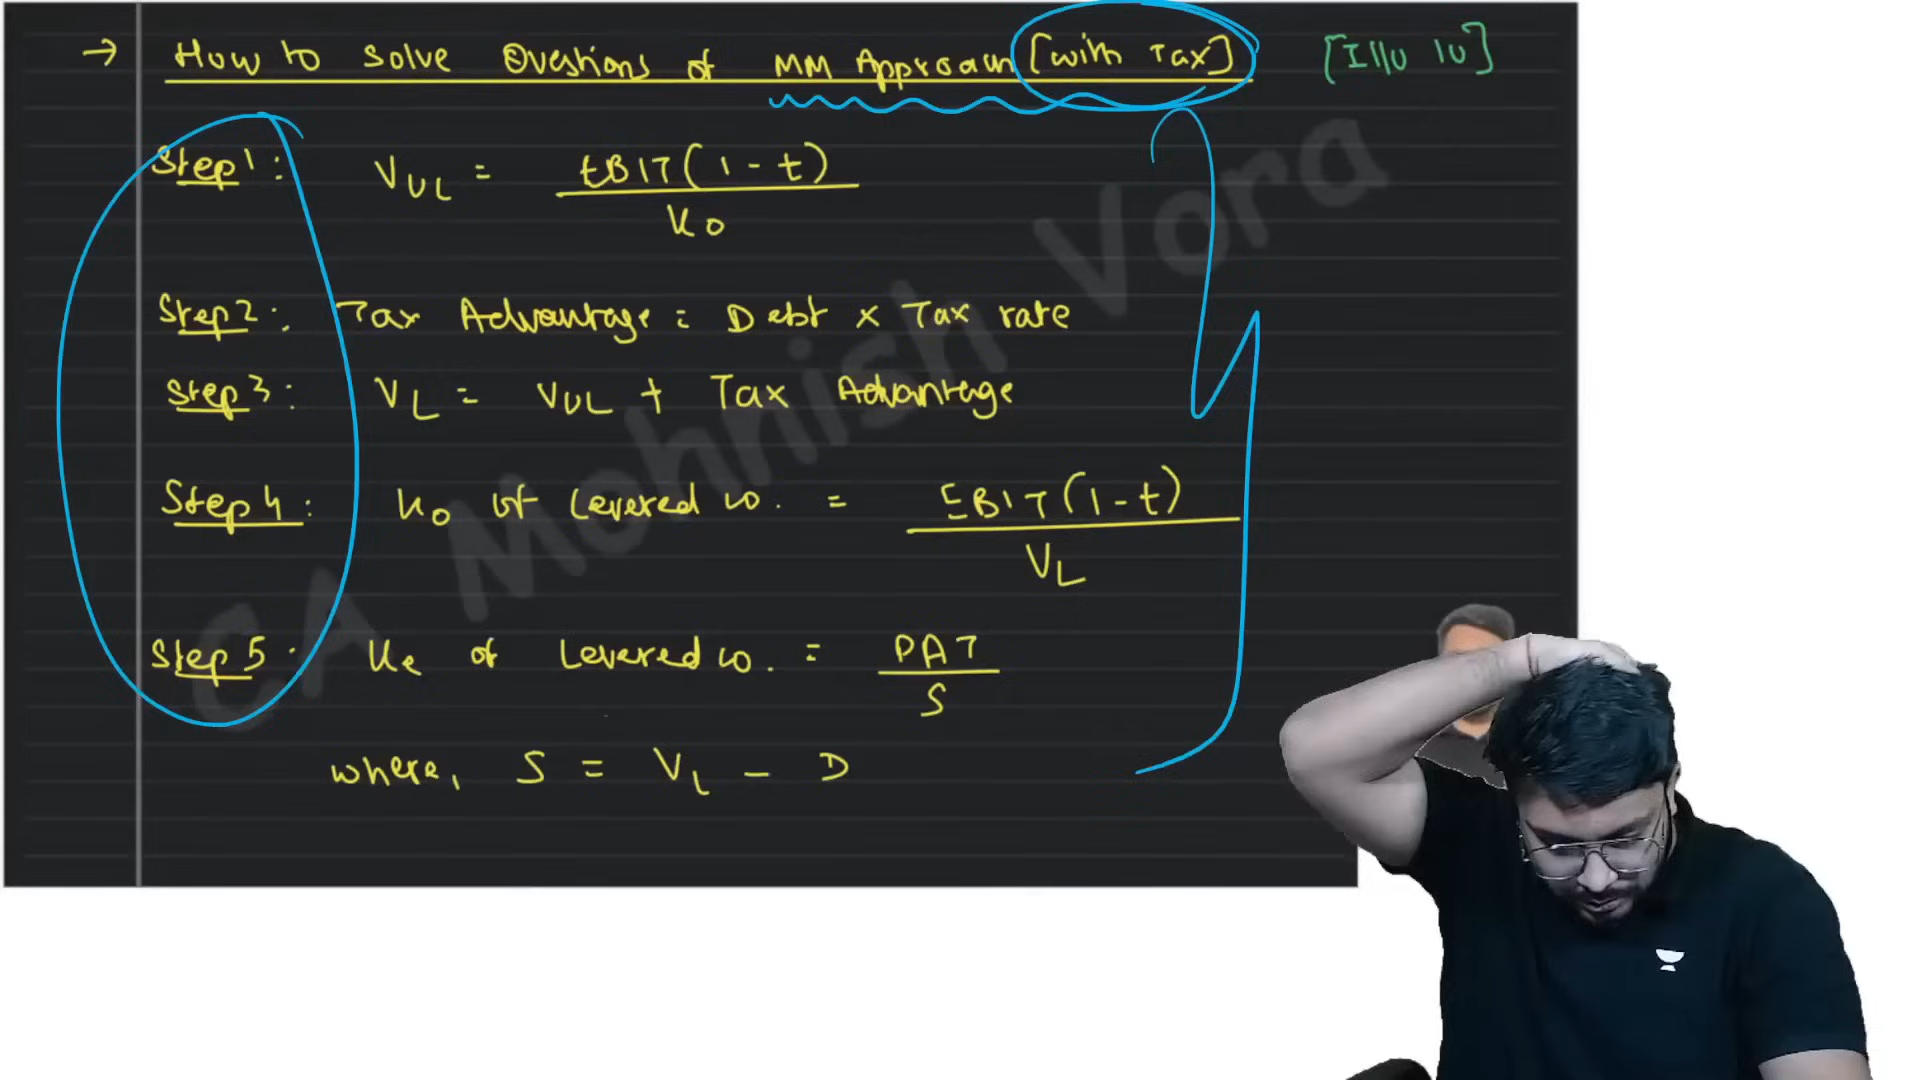 → How to solve Questions of MM Approach [with Tax] [Illu 10]
Step 1: VUL = EBIT(1-t)
Ko
Step 2: Tax Advantage = Debt x Tax rate
Step 3: VL = VUL + Tax Advantage
Step 4: Ko of Levered co. = EBIT(1-t)
VL
Step 5. Ke of Levered co. = PAT
S
where, S = VL - D
CA Mohnish Vora